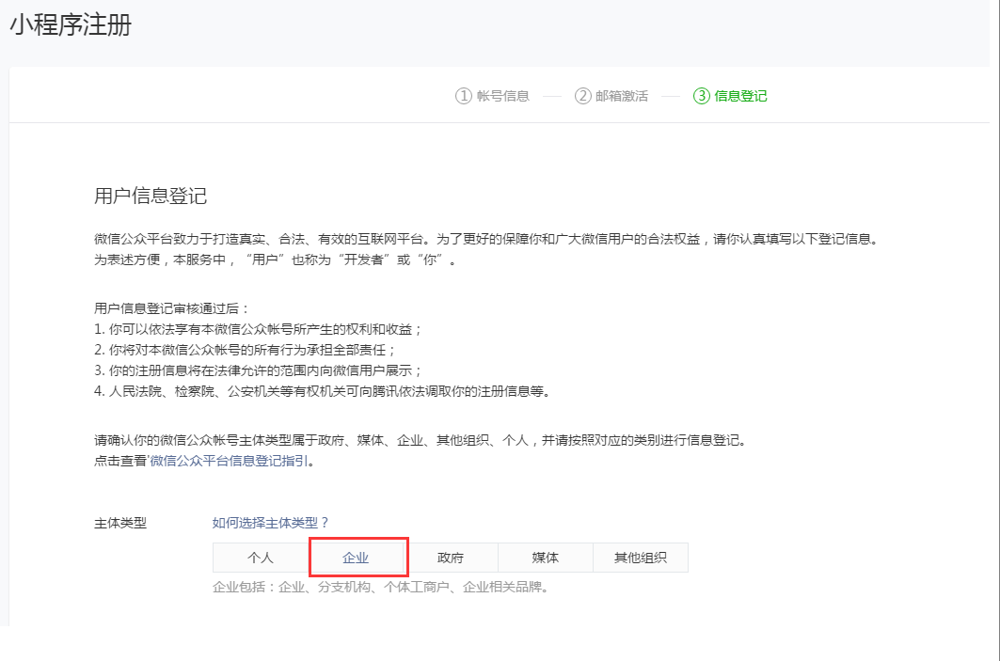 小程序注册
① 帐号信息 ② 邮箱激活 ③ 信息登记
用户信息登记
微信公众平台致力于打造真实、合法、有效的互联网平台。为了更好的保障你和广大微信用户的合法权益，请你认真填写以下登记信息。
为表述方便，本服务中，“用户”也称为“开发者”或“你”。
用户信息登记审核通过后：
1. 你可以依法享有本微信公众帐号所产生的权利和收益；
2. 你将对本微信公众帐号的所有行为承担全部责任；
3. 你的注册信息将在法律允许的范围内向微信用户展示；
4. 人民法院、检察院、公安机关等有权机关可向腾讯依法调取你的注册信息等。
请确认你的微信公众帐号主体类型属于政府、媒体、企业、其他组织、个人，并请按照对应的类别进行信息登记。
点击查看'微信公众平台信息登记指引。
主体类型 如何选择主体类型？
个人 企业 政府 媒体 其他组织
企业包括：企业、分支机构、个体工商户、企业相关品牌。